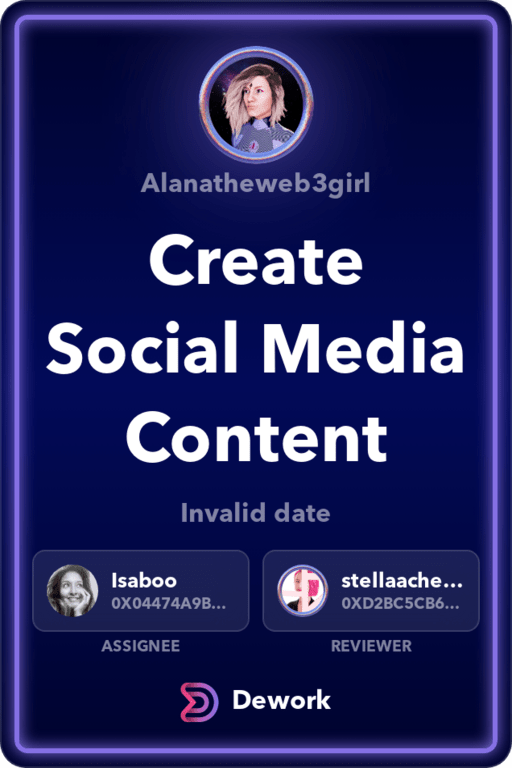 Alanatheweb3girl
Create
Social Media
Content
Invalid date
Isaboo
0X04474A9B...
ASSIGNEE
stellaache...
0XD2BC5CB6...
REVIEWER
Dework